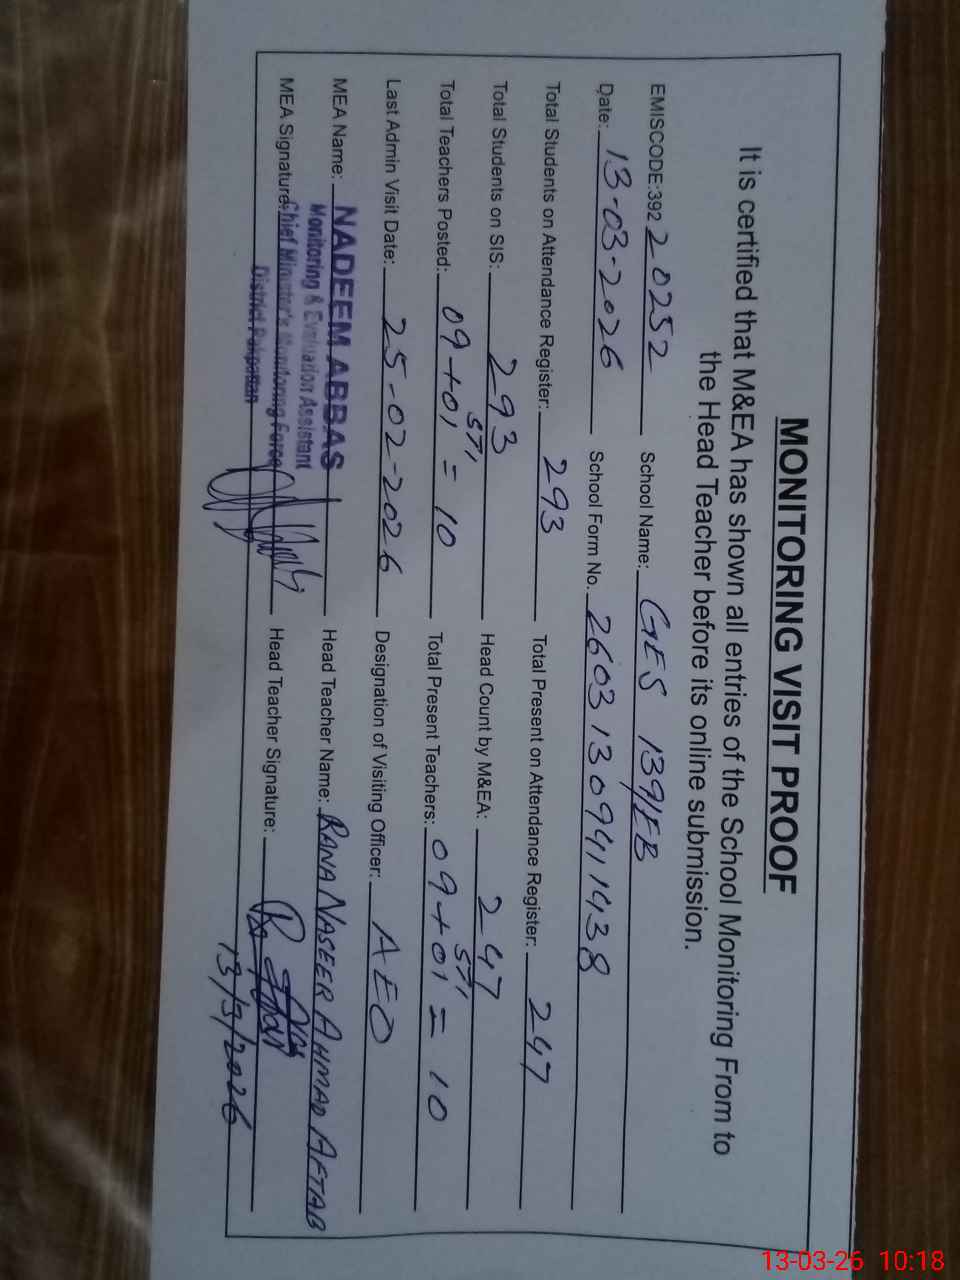 MONITORING VISIT PROOF
It is certified that M&EA has shown all entries of the School Monitoring From to
the Head Teacher before its online submission.
EMISCODE:392 20252 School Name: GES 139/EB
Date: 13-03-2026 School Form No. 26031309411438
Total Students on Attendance Register: 293 Total Present on Attendance Register: 247
Total Students on SIS: 293 Head Count by M&EA: 247
Total Teachers Posted: 09+01 STI = 10 Total Present Teachers: 09+01 STI = 10
Last Admin Visit Date: 25-02-2026 Designation of Visiting Officer: AEO
MEA Name: NADEEM ABBAS Head Teacher Name: RANA NASEER AHMAD AFTAB
Monitoring & Evaluation Assistant
MEA Signature: Chief Minister's Monitoring Force Head Teacher Signature:
District Pakpattan
13/3/2026
13-03-26 10:18